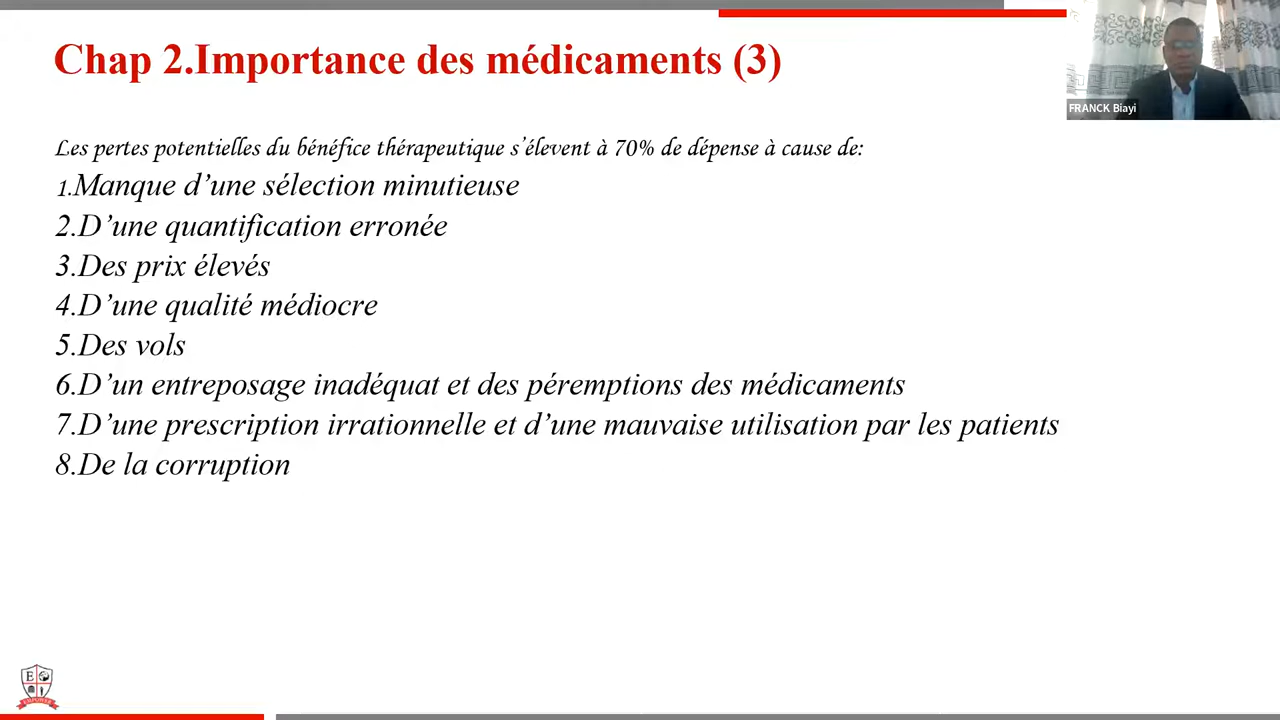 Chap 2.Importance des médicaments (3)
FRANCK Biayi
Les pertes potentielles du bénéfice thérapeutique s'élevent à 70% de dépense à cause de:
1.Manque d'une sélection minutieuse
2.D'une quantification erronée
3.Des prix élevés
4.D'une qualité médiocre
5.Des vols
6.D'un entreposage inadéquat et des péremptions des médicaments
7.D'une prescription irrationnelle et d'une mauvaise utilisation par les patients
8.De la corruption
E